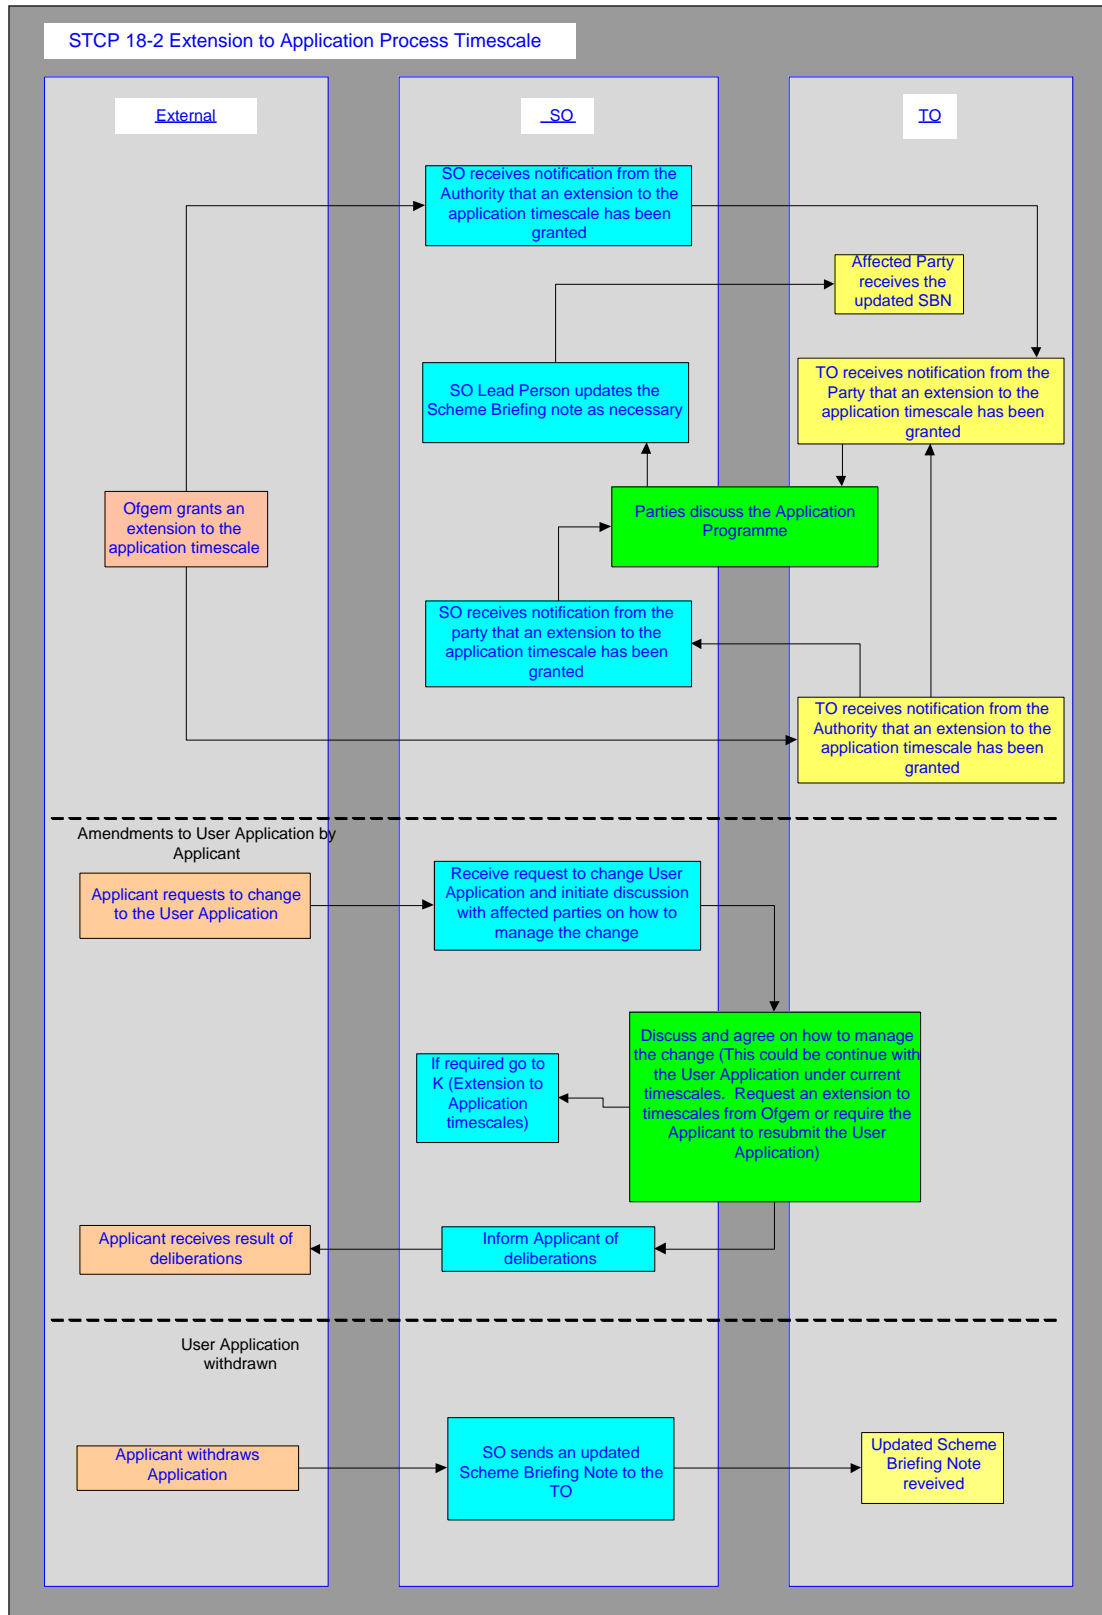 STCP 18-2 Extension to Application Process Timescale
External
SO
TO
SO receives notification from the
Authority that an extension to the
application timescale has been
granted
Affected Party
receives the
updated SBN
SO Lead Person updates the
Scheme Briefing note as necessary
TO receives notification from the
Party that an extension to the
application timescale has been
granted
Ofgem grants an
extension to the
application timescale
Parties discuss the Application
Programme
SO receives notification from the
party that an extension to the
application timescale has been
granted
TO receives notification from the
Authority that an extension to the
application timescale has been
granted
Amendments to User Application by
Applicant
Applicant requests to change
to the User Application
Receive request to change User
Application and initiate discussion
with affected parties on how to
manage the change
Discuss and agree on how to manage
the change (This could be continue with
the User Application under current
timescales.  Request an extension to
timescales from Ofgem or require the
Applicant to resubmit the User
Application)
If required go to
K (Extension to
Application
timescales)
Applicant receives result of
deliberations
Inform Applicant of
deliberations
User Application
withdrawn
Applicant withdraws
Application
SO sends an updated
Scheme Briefing Note to the
TO
Updated Scheme
Briefing Note
reveived